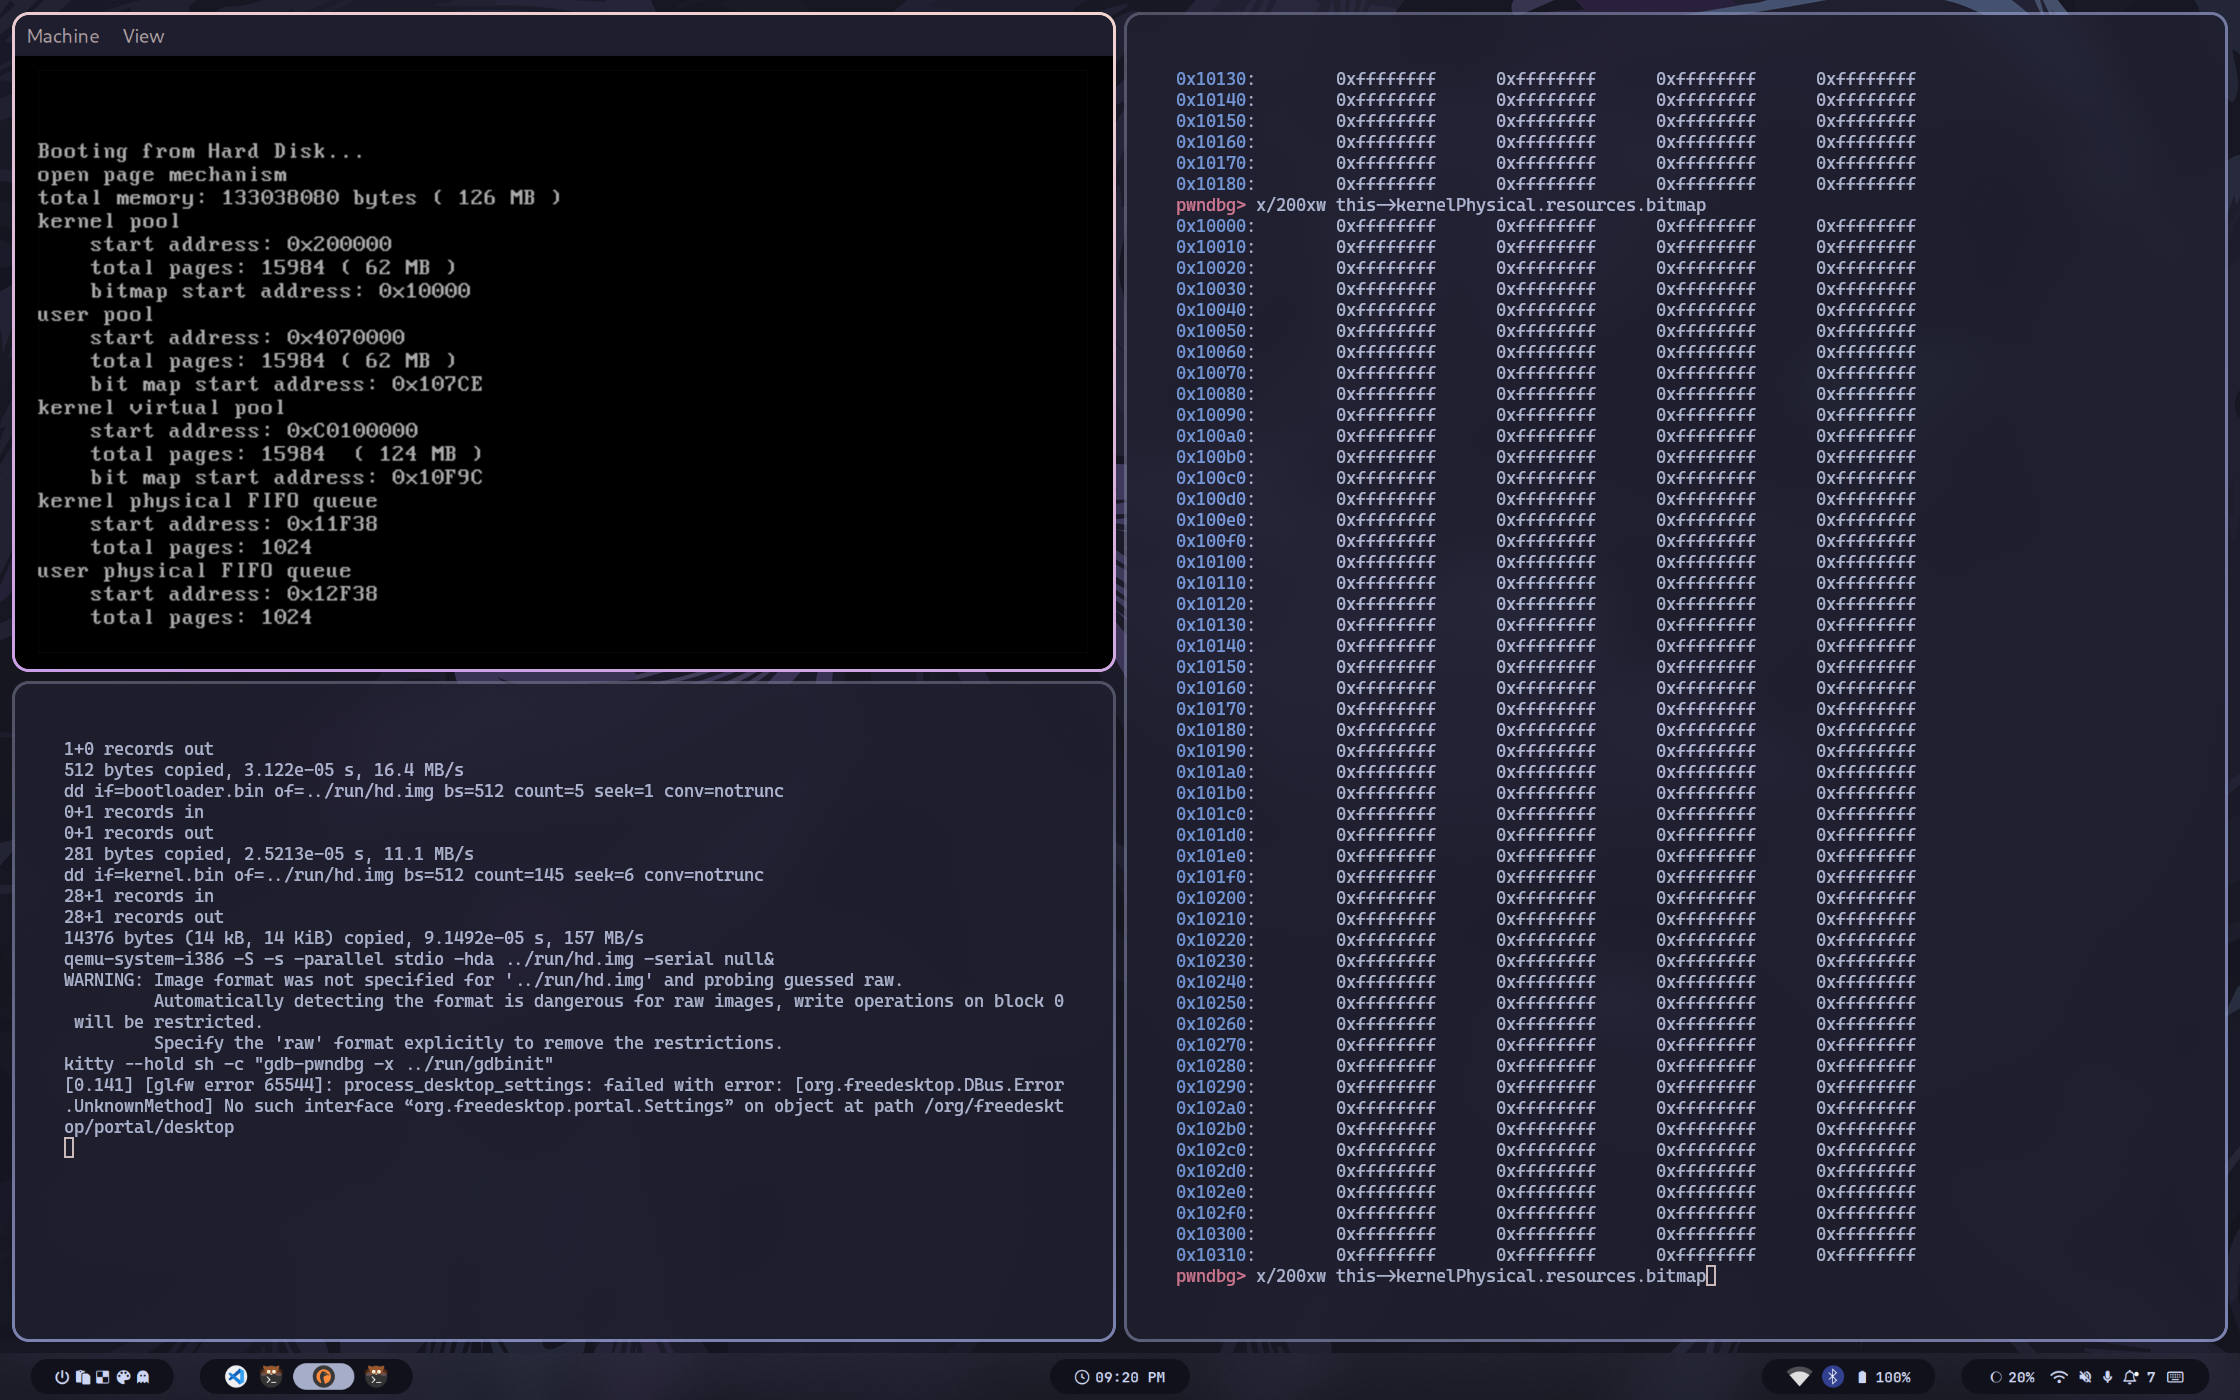 Machine View
Booting from Hard Disk...
open page mechanism
total memory: 133038080 bytes ( 126 MB )
kernel pool
    start address: 0x200000
    total pages: 15984 ( 62 MB )
    bitmap start address: 0x10000
user pool
    start address: 0x4070000
    total pages: 15984 ( 62 MB )
    bit map start address: 0x107CE
kernel virtual pool
    start address: 0xC0100000
    total pages: 15984  ( 124 MB )
    bit map start address: 0x10F9C
kernel physical FIFO queue
    start address: 0x11F38
    total pages: 1024
user physical FIFO queue
    start address: 0x12F38
    total pages: 1024
1+0 records out
512 bytes copied, 3.122e-05 s, 16.4 MB/s
dd if=bootloader.bin of=../run/hd.img bs=512 count=5 seek=1 conv=notrunc
0+1 records in
0+1 records out
281 bytes copied, 2.5213e-05 s, 11.1 MB/s
dd if=kernel.bin of=../run/hd.img bs=512 count=145 seek=6 conv=notrunc
28+1 records in
28+1 records out
14376 bytes (14 kB, 14 KiB) copied, 9.1492e-05 s, 157 MB/s
qemu-system-i386 -S -s -parallel stdio -hda ../run/hd.img -serial null&
WARNING: Image format was not specified for '../run/hd.img' and probing guessed raw.
         Automatically detecting the format is dangerous for raw images, write operations on block 0
 will be restricted.
         Specify the 'raw' format explicitly to remove the restrictions.
kitty --hold sh -c "gdb-pwndbg -x ../run/gdbinit"
[0.141] [glfw error 65544]: process_desktop_settings: failed with error: [org.freedesktop.DBus.Error
.UnknownMethod] No such interface “org.freedesktop.portal.Settings” on object at path /org/freedeskt
op/portal/desktop
0x10130: 0xffffffff 0xffffffff 0xffffffff 0xffffffff
0x10140: 0xffffffff 0xffffffff 0xffffffff 0xffffffff
0x10150: 0xffffffff 0xffffffff 0xffffffff 0xffffffff
0x10160: 0xffffffff 0xffffffff 0xffffffff 0xffffffff
0x10170: 0xffffffff 0xffffffff 0xffffffff 0xffffffff
0x10180: 0xffffffff 0xffffffff 0xffffffff 0xffffffff
pwndbg> x/200xw this->kernelPhysical.resources.bitmap
0x10000: 0xffffffff 0xffffffff 0xffffffff 0xffffffff
0x10010: 0xffffffff 0xffffffff 0xffffffff 0xffffffff
0x10020: 0xffffffff 0xffffffff 0xffffffff 0xffffffff
0x10030: 0xffffffff 0xffffffff 0xffffffff 0xffffffff
0x10040: 0xffffffff 0xffffffff 0xffffffff 0xffffffff
0x10050: 0xffffffff 0xffffffff 0xffffffff 0xffffffff
0x10060: 0xffffffff 0xffffffff 0xffffffff 0xffffffff
0x10070: 0xffffffff 0xffffffff 0xffffffff 0xffffffff
0x10080: 0xffffffff 0xffffffff 0xffffffff 0xffffffff
0x10090: 0xffffffff 0xffffffff 0xffffffff 0xffffffff
0x100a0: 0xffffffff 0xffffffff 0xffffffff 0xffffffff
0x100b0: 0xffffffff 0xffffffff 0xffffffff 0xffffffff
0x100c0: 0xffffffff 0xffffffff 0xffffffff 0xffffffff
0x100d0: 0xffffffff 0xffffffff 0xffffffff 0xffffffff
0x100e0: 0xffffffff 0xffffffff 0xffffffff 0xffffffff
0x100f0: 0xffffffff 0xffffffff 0xffffffff 0xffffffff
0x10100: 0xffffffff 0xffffffff 0xffffffff 0xffffffff
0x10110: 0xffffffff 0xffffffff 0xffffffff 0xffffffff
0x10120: 0xffffffff 0xffffffff 0xffffffff 0xffffffff
0x10130: 0xffffffff 0xffffffff 0xffffffff 0xffffffff
0x10140: 0xffffffff 0xffffffff 0xffffffff 0xffffffff
0x10150: 0xffffffff 0xffffffff 0xffffffff 0xffffffff
0x10160: 0xffffffff 0xffffffff 0xffffffff 0xffffffff
0x10170: 0xffffffff 0xffffffff 0xffffffff 0xffffffff
0x10180: 0xffffffff 0xffffffff 0xffffffff 0xffffffff
0x10190: 0xffffffff 0xffffffff 0xffffffff 0xffffffff
0x101a0: 0xffffffff 0xffffffff 0xffffffff 0xffffffff
0x101b0: 0xffffffff 0xffffffff 0xffffffff 0xffffffff
0x101c0: 0xffffffff 0xffffffff 0xffffffff 0xffffffff
0x101d0: 0xffffffff 0xffffffff 0xffffffff 0xffffffff
0x101e0: 0xffffffff 0xffffffff 0xffffffff 0xffffffff
0x101f0: 0xffffffff 0xffffffff 0xffffffff 0xffffffff
0x10200: 0xffffffff 0xffffffff 0xffffffff 0xffffffff
0x10210: 0xffffffff 0xffffffff 0xffffffff 0xffffffff
0x10220: 0xffffffff 0xffffffff 0xffffffff 0xffffffff
0x10230: 0xffffffff 0xffffffff 0xffffffff 0xffffffff
0x10240: 0xffffffff 0xffffffff 0xffffffff 0xffffffff
0x10250: 0xffffffff 0xffffffff 0xffffffff 0xffffffff
0x10260: 0xffffffff 0xffffffff 0xffffffff 0xffffffff
0x10270: 0xffffffff 0xffffffff 0xffffffff 0xffffffff
0x10280: 0xffffffff 0xffffffff 0xffffffff 0xffffffff
0x10290: 0xffffffff 0xffffffff 0xffffffff 0xffffffff
0x102a0: 0xffffffff 0xffffffff 0xffffffff 0xffffffff
0x102b0: 0xffffffff 0xffffffff 0xffffffff 0xffffffff
0x102c0: 0xffffffff 0xffffffff 0xffffffff 0xffffffff
0x102d0: 0xffffffff 0xffffffff 0xffffffff 0xffffffff
0x102e0: 0xffffffff 0xffffffff 0xffffffff 0xffffffff
0x102f0: 0xffffffff 0xffffffff 0xffffffff 0xffffffff
0x10300: 0xffffffff 0xffffffff 0xffffffff 0xffffffff
0x10310: 0xffffffff 0xffffffff 0xffffffff 0xffffffff
pwndbg> x/200xw this->kernelPhysical.resources.bitmap
09:20 PM 100% 20% 7